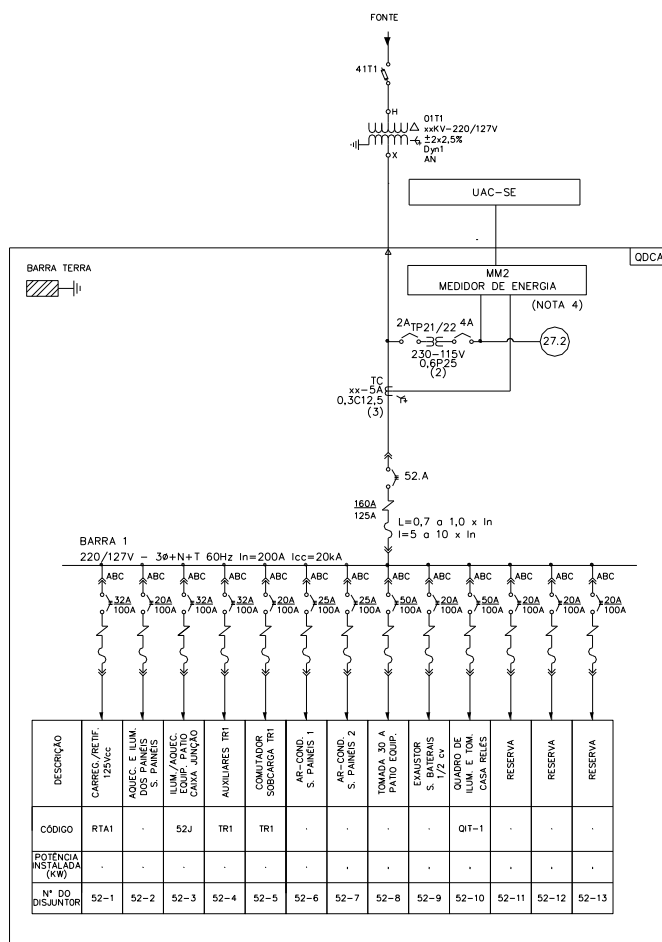 FONTE
41T1
H
01T1
xxKV-220/127V
±2x2,5%
Dyn1
AN
X
UAC-SE
QDCA
BARRA TERRA
MM2
MEDIDOR DE ENERGIA
(NOTA 4)
2A TP21/22 4A
27.2
230-115V
0,6P25
(2)
TC
xx-5A
0,3C12,5
(3)
52.A
160A
125A
L=0,7 a 1,0 x In
I=5 a 10 x In
BARRA 1
220/127V - 3ø+N+T 60Hz In=200A Icc=20kA
ABC ABC ABC ABC ABC ABC ABC ABC ABC ABC ABC ABC ABC
32A 20A 32A 32A 20A 25A 25A 50A 20A 50A 20A 20A 20A
100A 100A 100A 100A 100A 100A 100A 100A 100A 100A 100A 100A 100A
DESCRIÇÃO
CARREG./RETIF.
125Vcc
AQUEC. E ILUM.
DOS PAINÉIS
S. PAINÉIS
ILUM./AQUEC.
EQUIP. PATIO
CAIXA JUNÇÃO
AUXILIARES TR1
COMUTADOR
SOBCARGA TR1
AR-COND.
S. PAINÉIS 1
AR-COND.
S. PAINÉIS 2
TOMADA 30 A
PATIO EQUIP.
EXAUSTOR
S. BATERAIS
1/2 cv
QUADRO DE
ILUM. E TOM.
CASA RELÉS
RESERVA
RESERVA
RESERVA
CÓDIGO RTA1 . 52J TR1 TR1 . . . . QIT-1 . . .
POTÊNCIA
INSTALADA
(KW) . . . . . . . . . . . . .
N° DO
DISJUNTOR 52-1 52-2 52-3 52-4 52-5 52-6 52-7 52-8 52-9 52-10 52-11 52-12 52-13